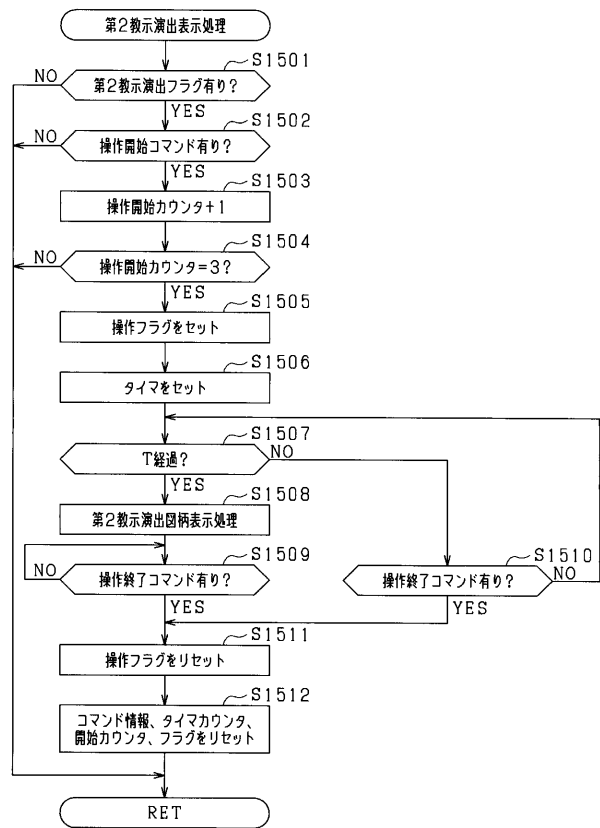 第2教示演出表示処理
S1501
NO
第2教示演出フラグ有り?
YES
S1502
NO
操作開始コマンド有り?
YES
S1503
操作開始カウンタ+1
S1504
NO
操作開始カウンタ=3?
YES
S1505
操作フラグをセット
S1506
タイマをセット
S1507
T経過?
NO
YES
S1508
第2教示演出図柄表示処理
S1509
NO
操作終了コマンド有り?
YES
S1510
操作終了コマンド有り?
NO
YES
S1511
操作フラグをリセット
S1512
コマンド情報、タイマカウンタ、
開始カウンタ、フラグをリセット
RET